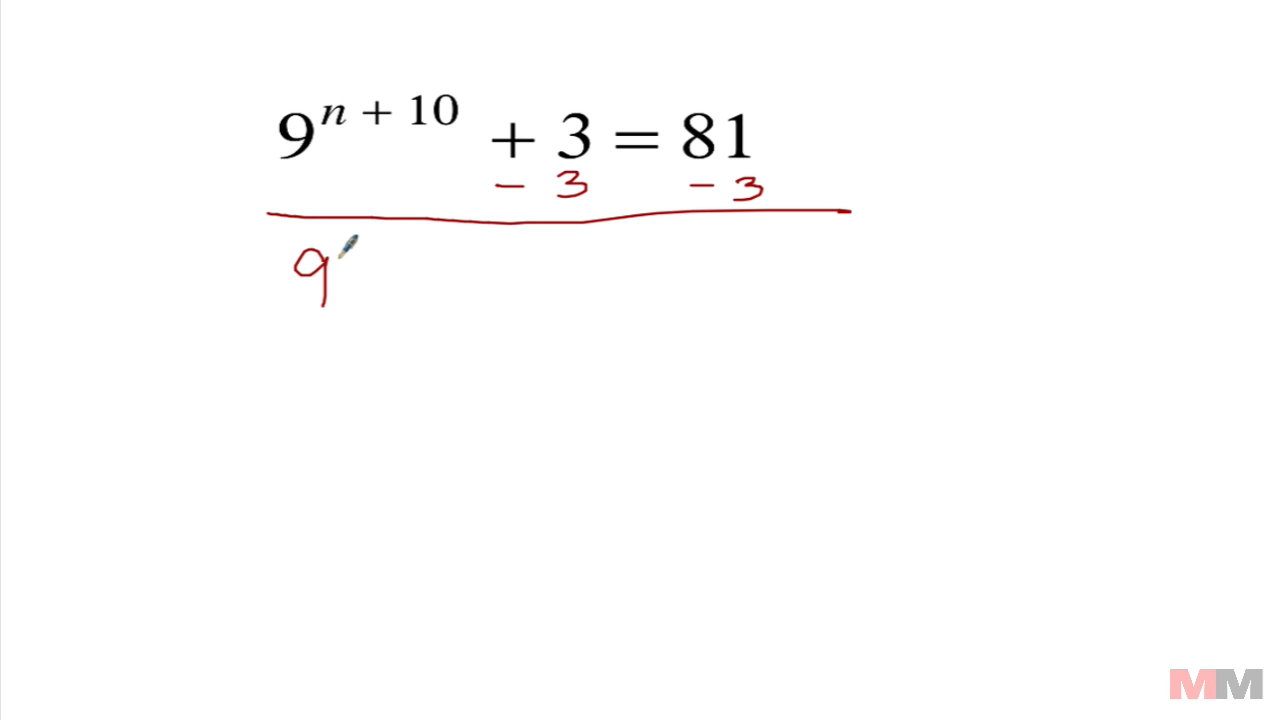 9^{n + 10} + 3 = 81
- 3 - 3
9
MM